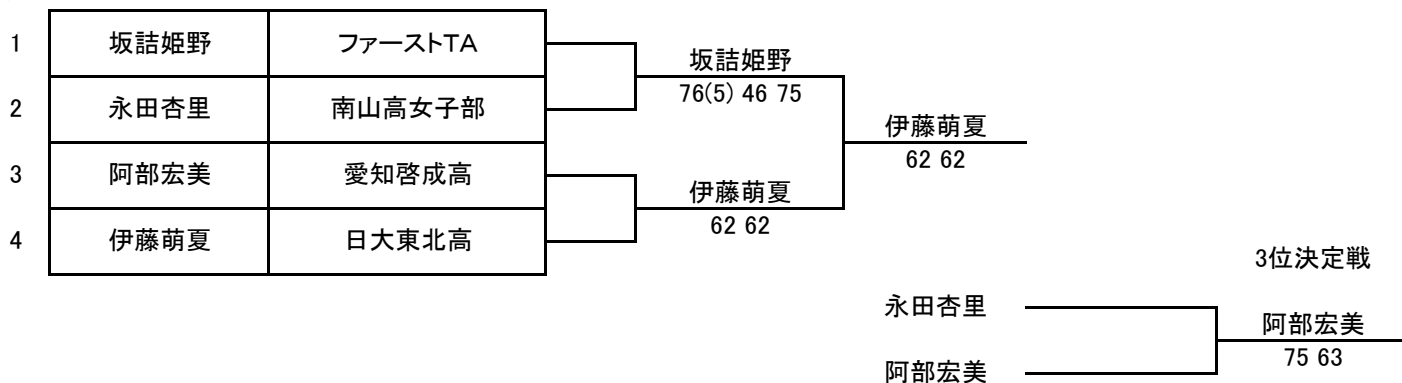 1 坂詰姫野 ファーストTA
2 永田杏里 南山高女子部
3 阿部宏美 愛知啓成高
4 伊藤萌夏 日大東北高
坂詰姫野
76(5) 46 75
伊藤萌夏
62 62
伊藤萌夏
62 62
3位決定戦
永田杏里
阿部宏美
阿部宏美
75 63